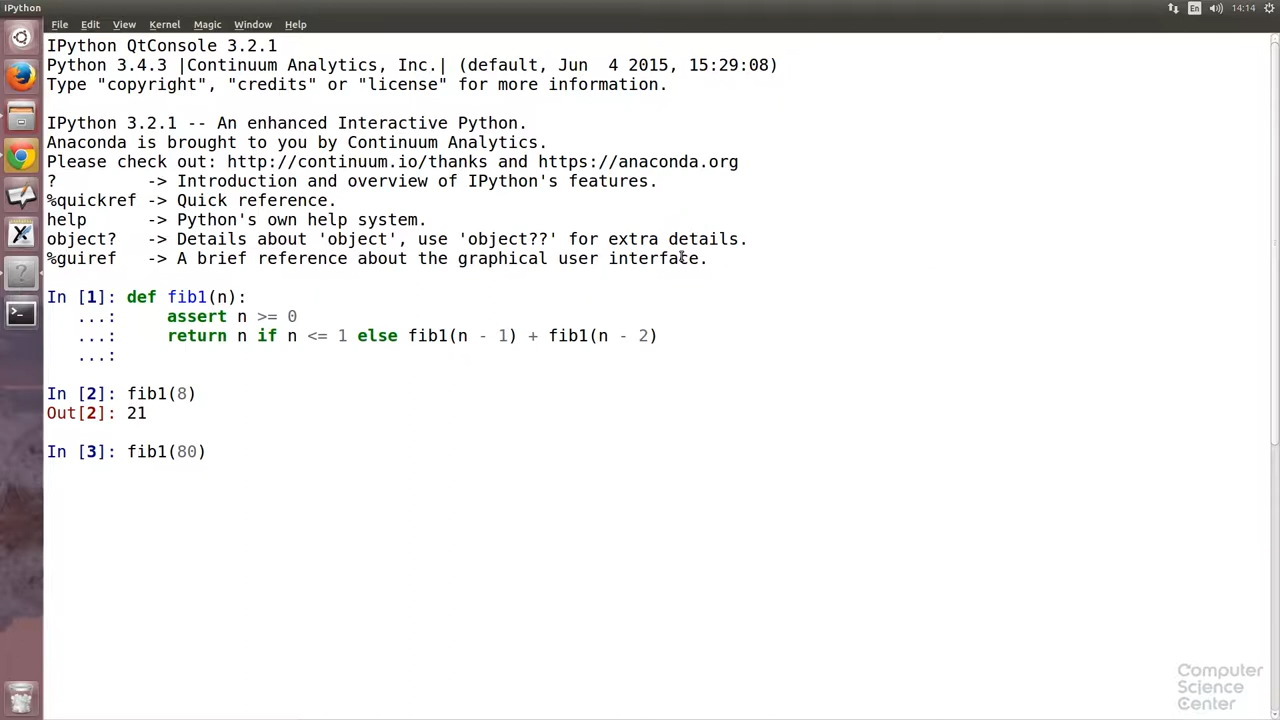 IPython
14:14
En
File Edit View Kernel Magic Window Help
IPython QtConsole 3.2.1
Python 3.4.3 |Continuum Analytics, Inc.| (default, Jun  4 2015, 15:29:08)
Type "copyright", "credits" or "license" for more information.
IPython 3.2.1 -- An enhanced Interactive Python.
Anaconda is brought to you by Continuum Analytics.
Please check out: http://continuum.io/thanks and https://anaconda.org
?         -> Introduction and overview of IPython's features.
%quickref -> Quick reference.
help      -> Python's own help system.
object?   -> Details about 'object', use 'object??' for extra details.
%guiref   -> A brief reference about the graphical user interface.
In [1]: def fib1(n):
   ...:     assert n >= 0
   ...:     return n if n <= 1 else fib1(n - 1) + fib1(n - 2)
   ...:
In [2]: fib1(8)
Out[2]: 21
In [3]: fib1(80)
Computer
Science
Center